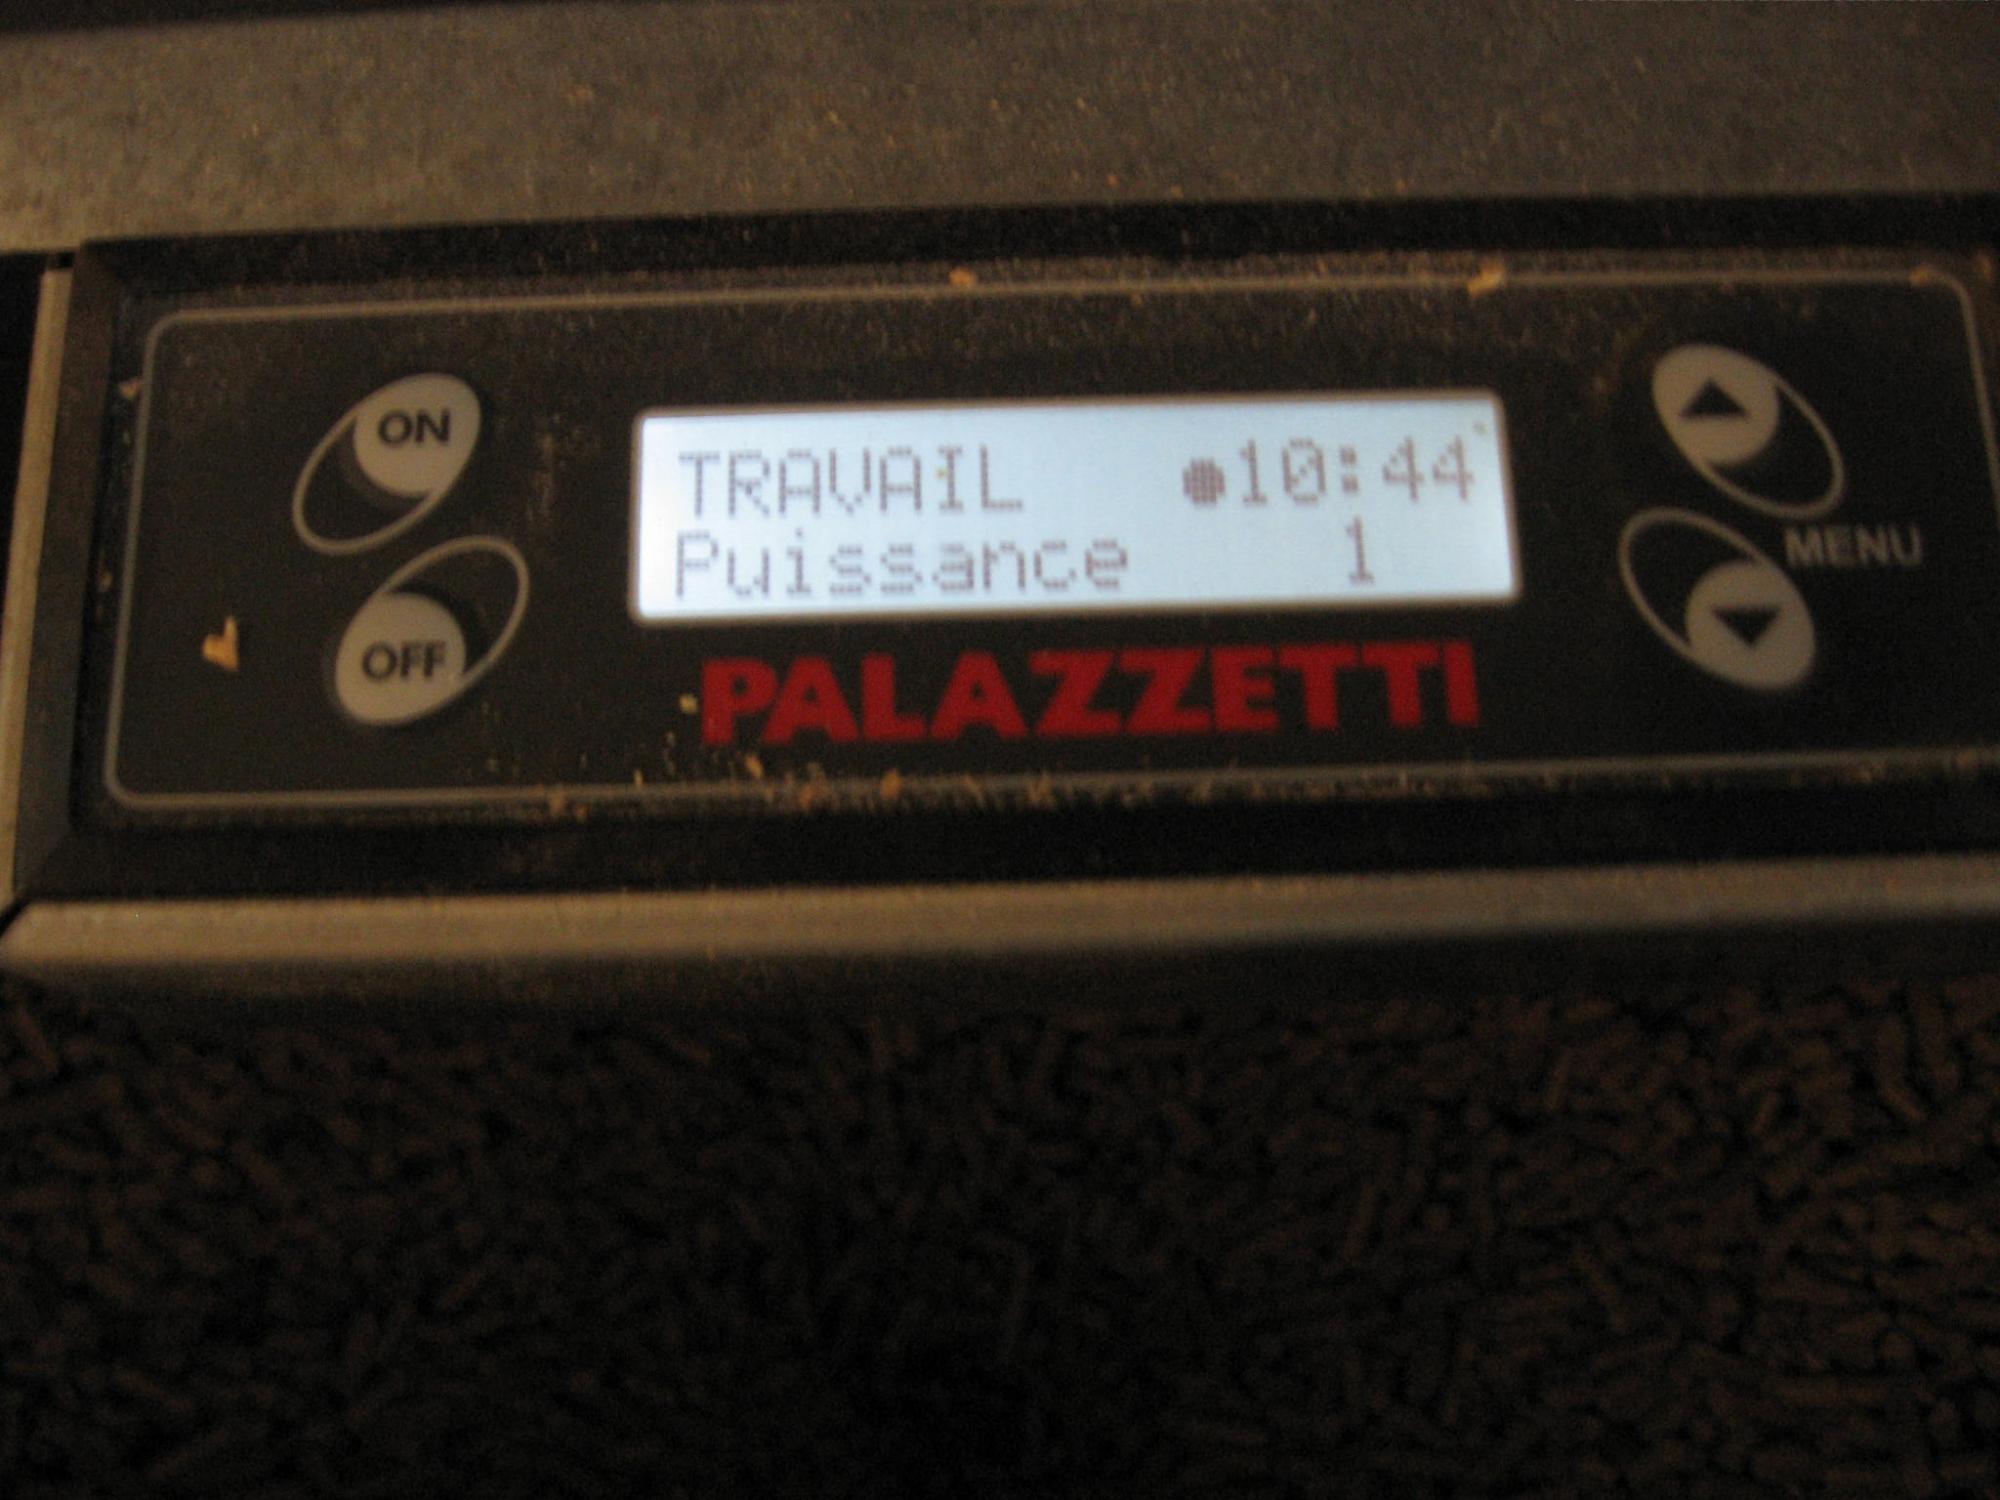 ON
OFF
TRAVAIL ●10:44
Puissance 1
PALAZZETTI
MENU